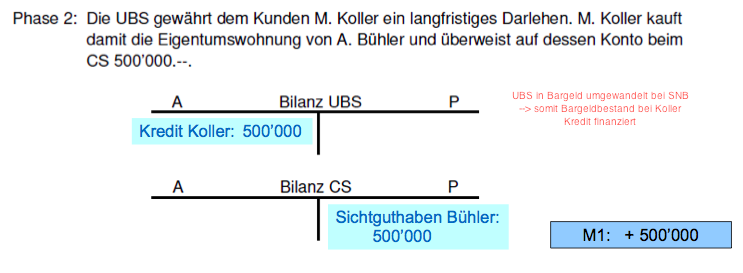 Phase 2: Die UBS gewährt dem Kunden M. Koller ein langfristiges Darlehen. M. Koller kauft
damit die Eigentumswohnung von A. Bühler und überweist auf dessen Konto beim
CS 500'000.--.
A Bilanz UBS P
UBS in Bargeld umgewandelt bei SNB
--> somit Bargeldbestand bei Koller
Kredit finanziert
Kredit Koller: 500'000
A Bilanz CS P
Sichtguthaben Bühler:
500'000
M1: + 500'000